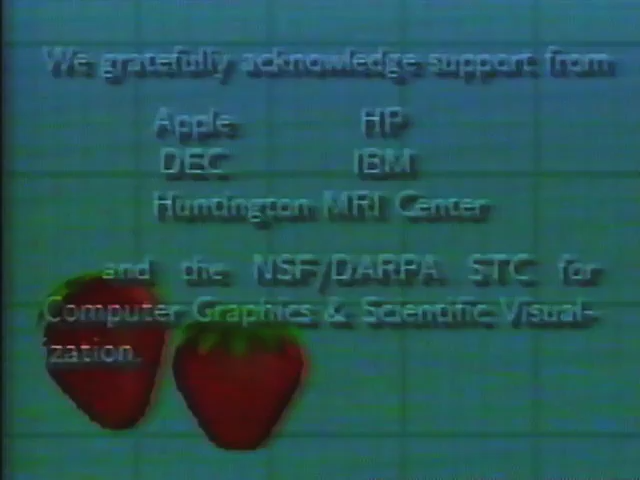 We gratefully acknowledge support from
Apple HP
DEC IBM
Huntington MRI Center
and the NSF/DARPA STC for
Computer Graphics & Scientific Visual-
ization.